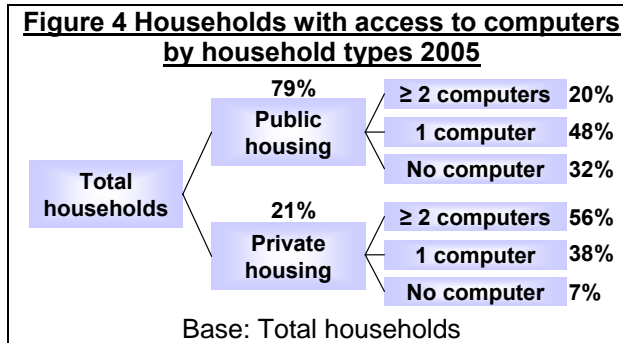 Figure 4 Households with access to computers
by household types 2005
79%
Public
housing
≥ 2 computers 20%
1 computer 48%
No computer 32%
Total
households
21%
Private
housing
≥ 2 computers 56%
1 computer 38%
No computer 7%
Base: Total households